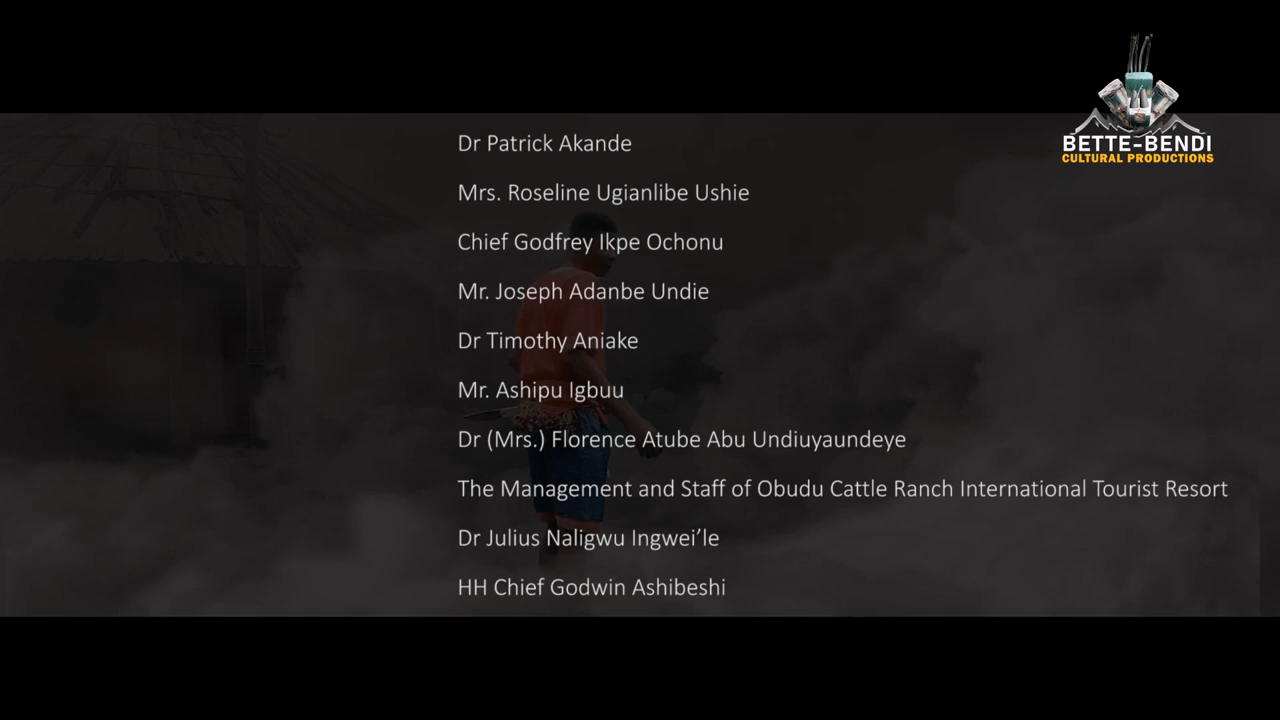 BETTE-BENDI
CULTURAL PRODUCTIONS
Dr Patrick Akande
Mrs. Roseline Ugianlibe Ushie
Chief Godfrey Ikpe Ochonu
Mr. Joseph Adanbe Undie
Dr Timothy Aniake
Mr. Ashipu Igbuu
Dr (Mrs.) Florence Atube Abu Undiuyaundeye
The Management and Staff of Obudu Cattle Ranch International Tourist Resort
Dr Julius Naligwu Ingwei’le
HH Chief Godwin Ashibeshi